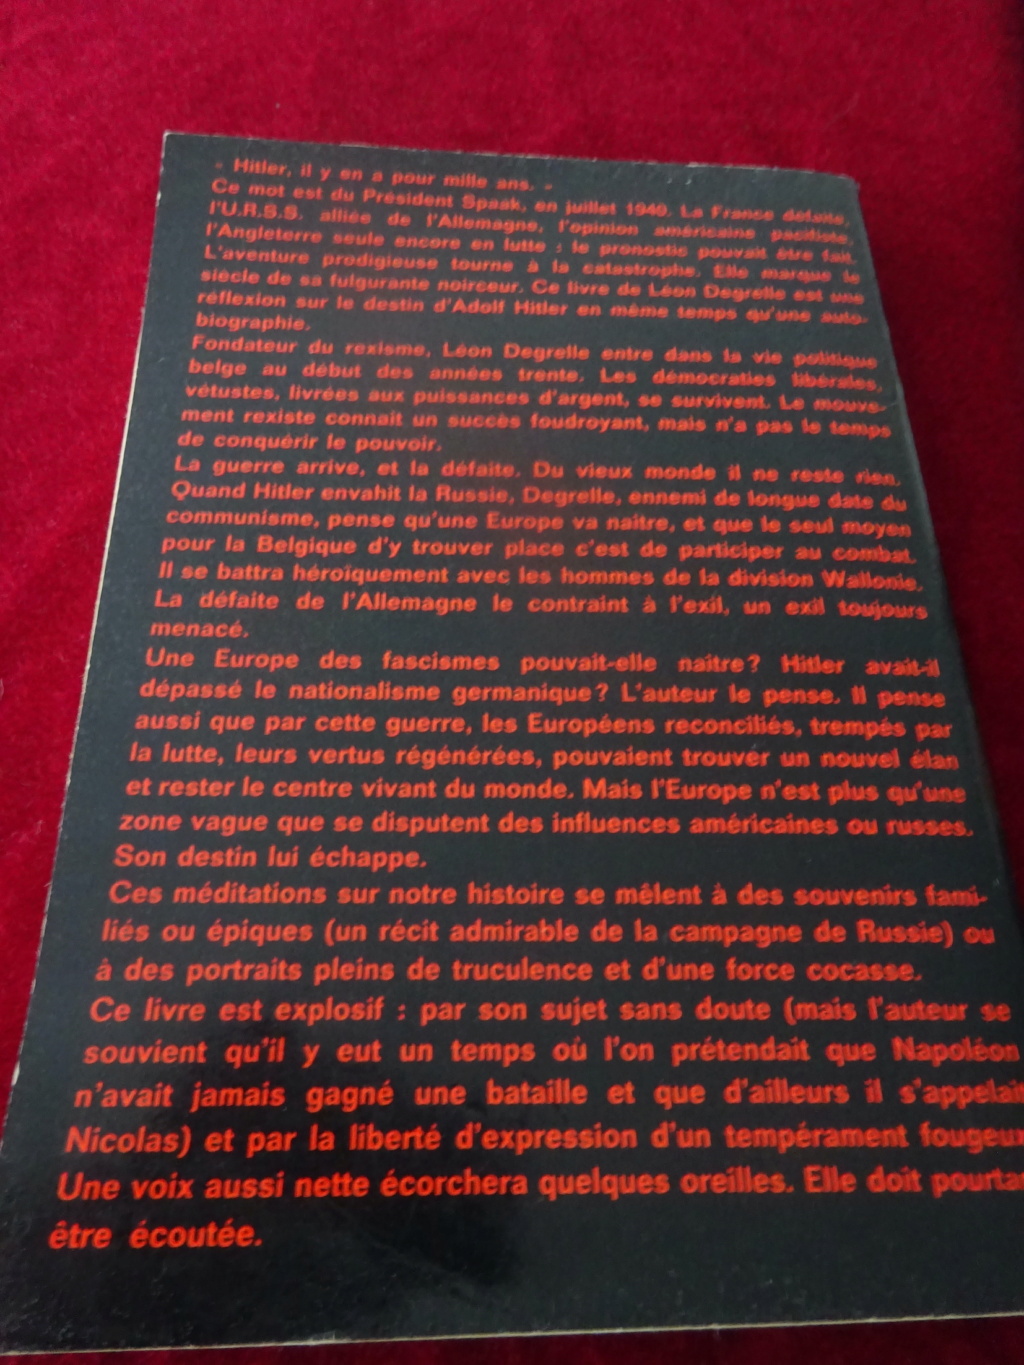 « Hitler, il y en a pour mille ans. »
Ce mot est du Président Spaak, en juillet 1940. La France défaite,
l'U.R.S.S. alliée de l'Allemagne, l'opinion américaine pacifiste,
l'Angleterre seule encore en lutte : le pronostic pouvait être fait.
L'aventure prodigieuse tourne à la catastrophe. Elle marque le
siècle de sa fulgurante noirceur. Ce livre de Léon Degrelle est une
réflexion sur le destin d'Adolf Hitler en même temps qu'une auto-
biographie.
Fondateur du rexisme, Léon Degrelle entre dans la vie politique
belge au début des années trente. Les démocraties libérales,
vétustes, livrées aux puissances d'argent, se survivent. Le mouve-
ment rexiste connait un succès foudroyant, mais n'a pas le temps
de conquérir le pouvoir.
La guerre arrive, et la défaite. Du vieux monde il ne reste rien.
Quand Hitler envahit la Russie, Degrelle, ennemi de longue date du
communisme, pense qu'une Europe va naitre, et que le seul moyen
pour la Belgique d'y trouver place c'est de participer au combat.
Il se battra héroïquement avec les hommes de la division Wallonie.
La défaite de l'Allemagne le contraint à l'exil, un exil toujours
menacé.
Une Europe des fascismes pouvait-elle naitre ? Hitler avait-il
dépassé le nationalisme germanique ? L'auteur le pense. Il pense
aussi que par cette guerre, les Européens reconciliés, trempés par
la lutte, leurs vertus régénérées, pouvaient trouver un nouvel élan
et rester le centre vivant du monde. Mais l'Europe n'est plus qu'une
zone vague que se disputent des influences américaines ou russes.
Son destin lui échappe.
Ces méditations sur notre histoire se mêlent à des souvenirs fami-
liés ou épiques (un récit admirable de la campagne de Russie) ou
à des portraits pleins de truculence et d'une force cocasse.
Ce livre est explosif : par son sujet sans doute (mais l'auteur se
souvient qu'il y eut un temps où l'on prétendait que Napoléon
n'avait jamais gagné une bataille et que d'ailleurs il s'appelait
Nicolas) et par la liberté d'expression d'un tempérament fougeux
Une voix aussi nette écorchera quelques oreilles. Elle doit pourtan
être écoutée.